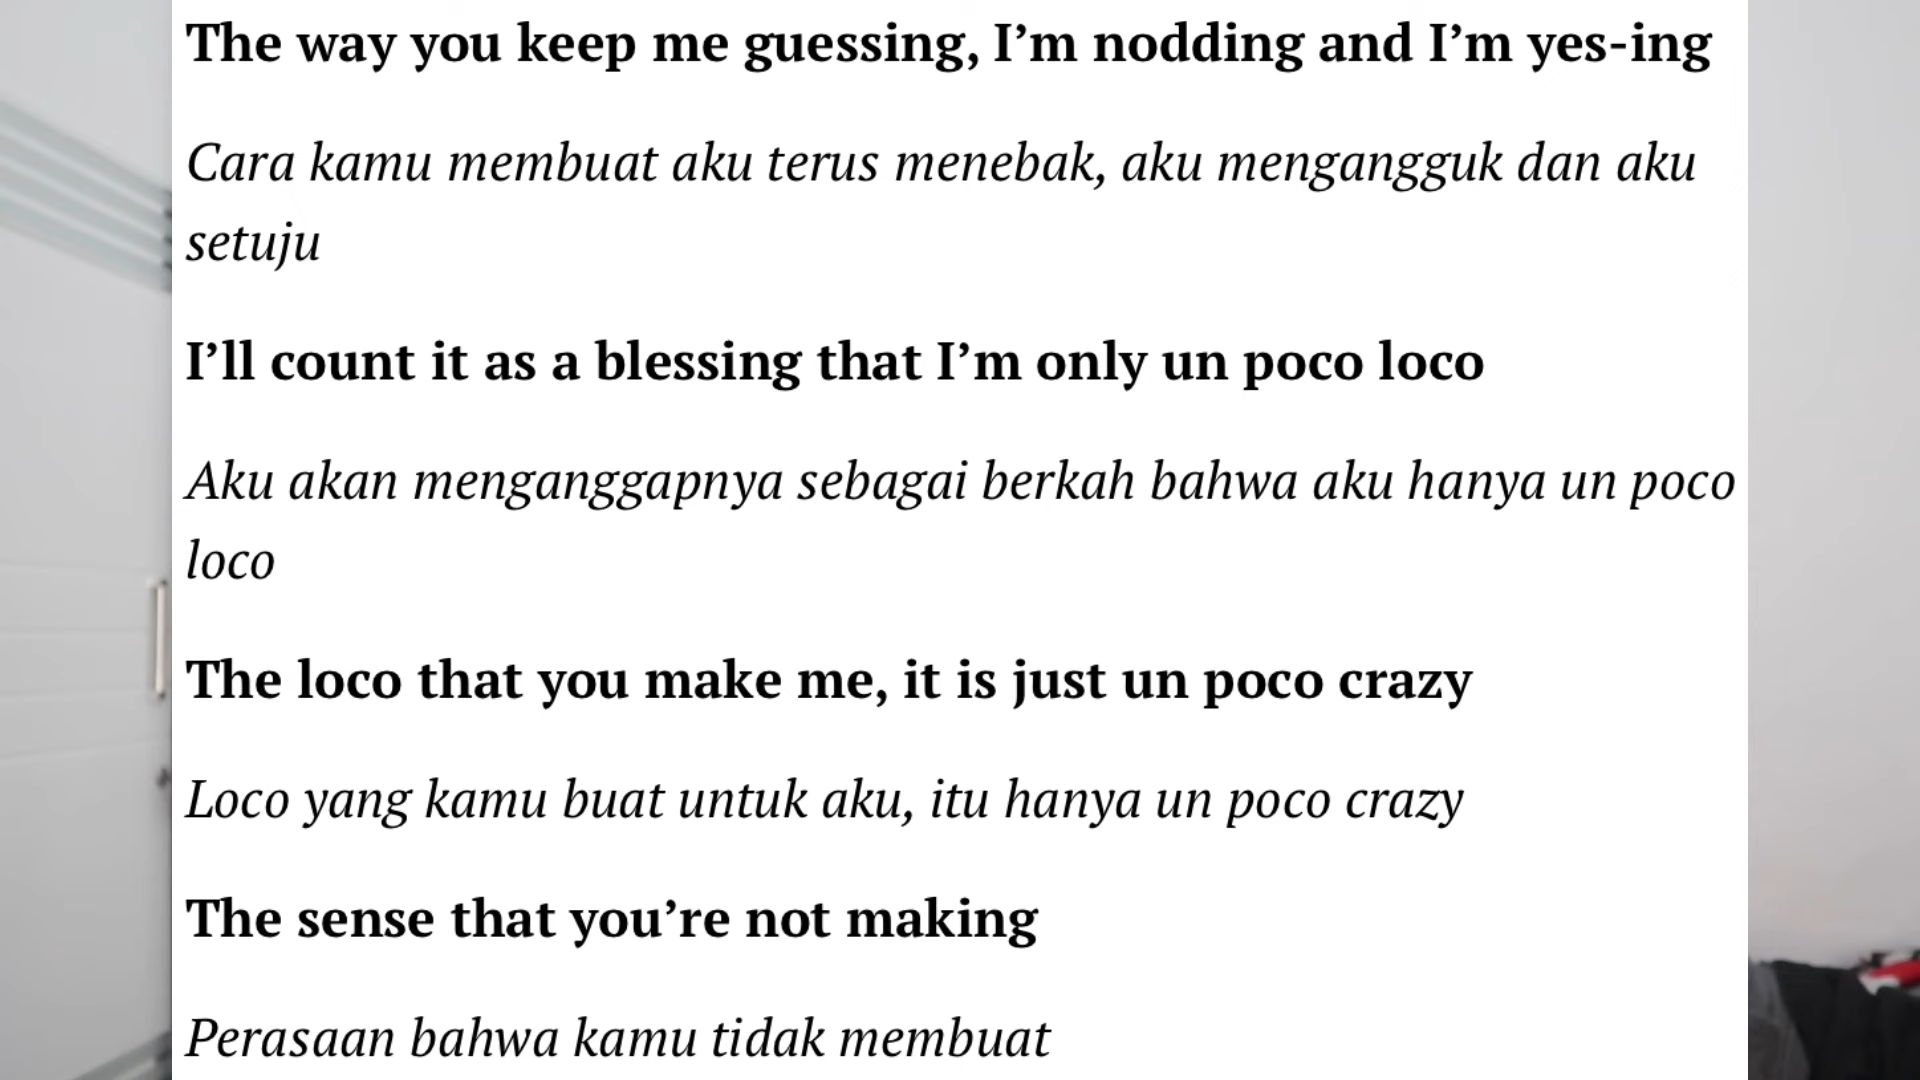 The way you keep me guessing, I’m nodding and I’m yes-ing
Cara kamu membuat aku terus menebak, aku mengangguk dan aku
setuju
I’ll count it as a blessing that I’m only un poco loco
Aku akan menganggapnya sebagai berkah bahwa aku hanya un poco
loco
The loco that you make me, it is just un poco crazy
Loco yang kamu buat untuk aku, itu hanya un poco crazy
The sense that you’re not making
Perasaan bahwa kamu tidak membuat